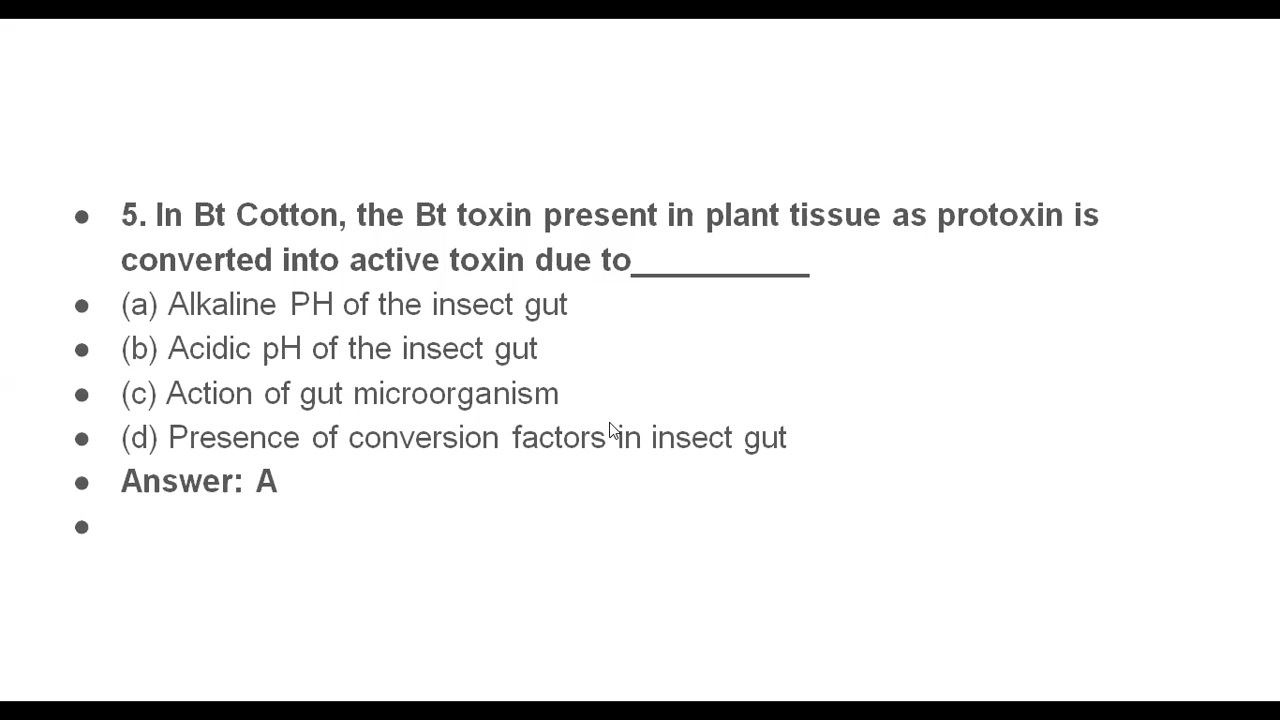 ● 5. In Bt Cotton, the Bt toxin present in plant tissue as protoxin is
converted into active toxin due to__________
● (a) Alkaline PH of the insect gut
● (b) Acidic pH of the insect gut
● (c) Action of gut microorganism
● (d) Presence of conversion factors in insect gut
● Answer: A
●